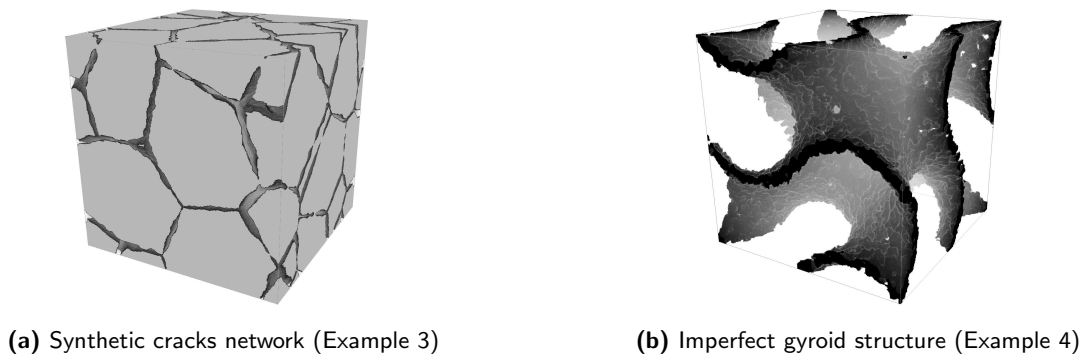 (a) Synthetic cracks network (Example 3)
(b) Imperfect gyroid structure (Example 4)